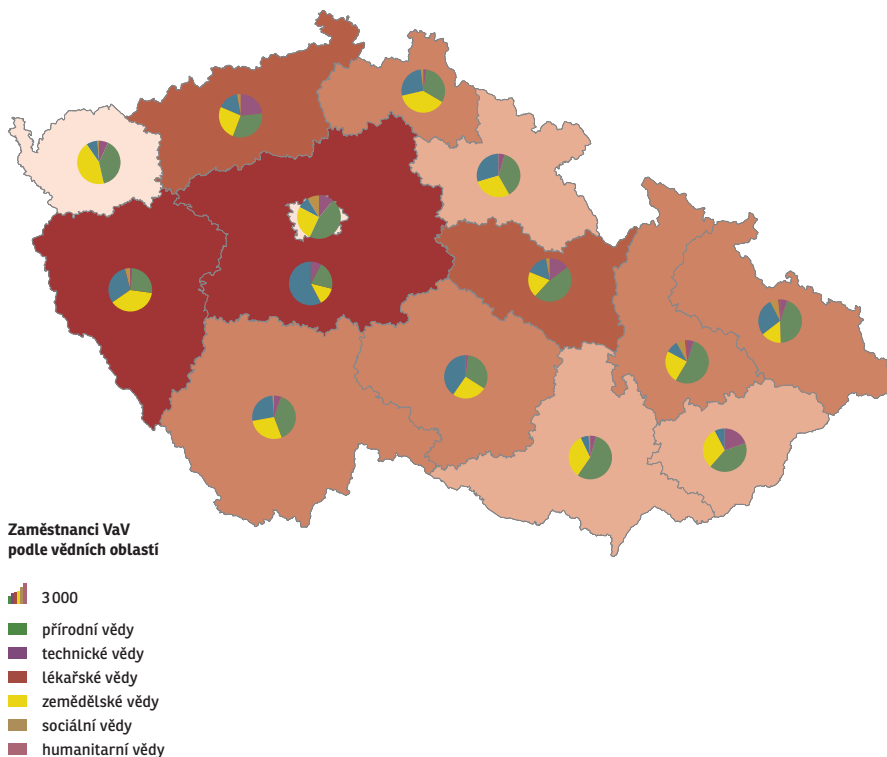 Zaměstnanci VaV
podle vědních oblastí
3 000
přírodní vědy
technické vědy
lékařské vědy
zemědělské vědy
sociální vědy
humanitarní vědy